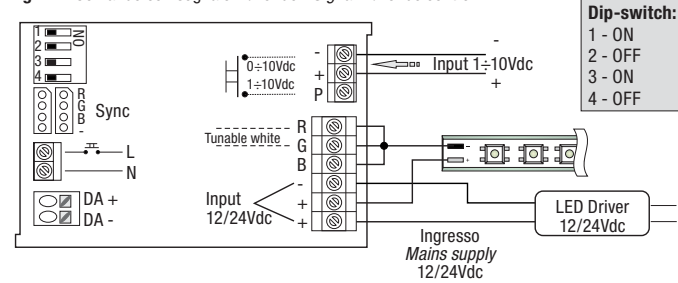 Dip-switch:
1 - ON
2 - OFF
3 - ON
4 - OFF
1
2
3
4
ON
R
G
B
-
Sync
L
N
DA +
DA -
0÷10Vdc
1÷10Vdc
-
+
P
-
Input 1÷10Vdc
+
Tunable white
R
G
B
-
+
+
Input
12/24Vdc
-
+
Ingresso
Mains supply
12/24Vdc
LED Driver
12/24Vdc